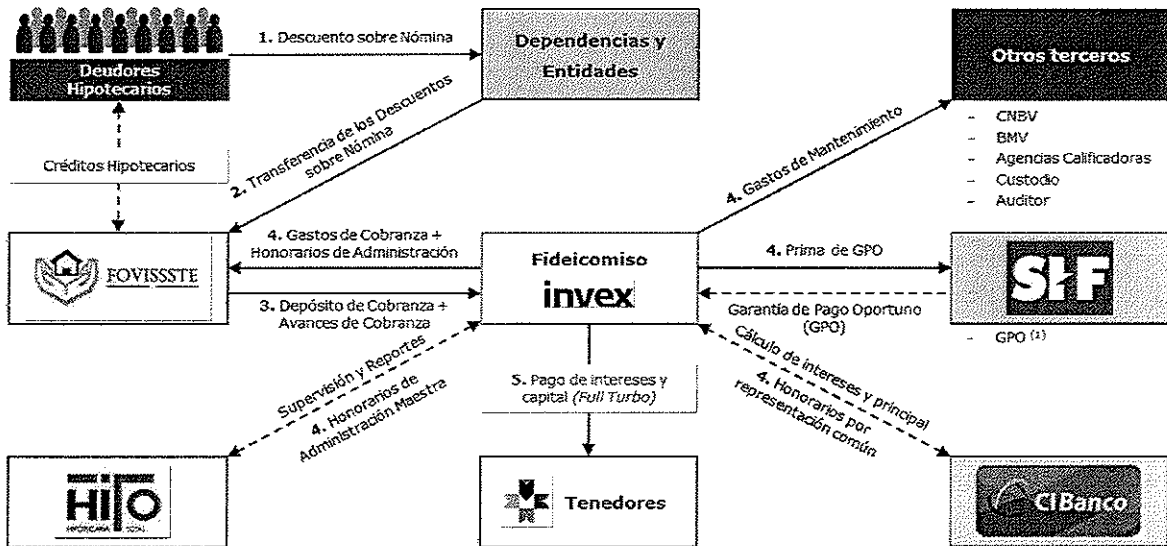 1. Descuento sobre Nómina
Dependencias y
Entidades
Otros terceros
Deudores
Hipotecarios
- CNBV
- BMV
- Agencias Calificadoras
- Custodio
- Auditor
2. Transferencia de los Descuentos
sobre Nómina
4. Gastos de Mantenimiento
Créditos Hipotecarios
FOVISSSTE
4. Gastos de Cobranza +
Honorarios de Administración
3. Depósito de Cobranza +
Avances de Cobranza
Fideicomiso
invex
4. Prima de GPO
Garantía de Pago Oportuno
(GPO)
SHF
- GPO (1)
Supervisión y Reportes
4. Honorarios de
Administración Maestra
5. Pago de intereses y
capital (Full Turbo)
Cálculo de intereses y principal
4. Honorarios por
representación común
HiTo
HIPOTECARIA TOTAL
Tenedores
CIBanco